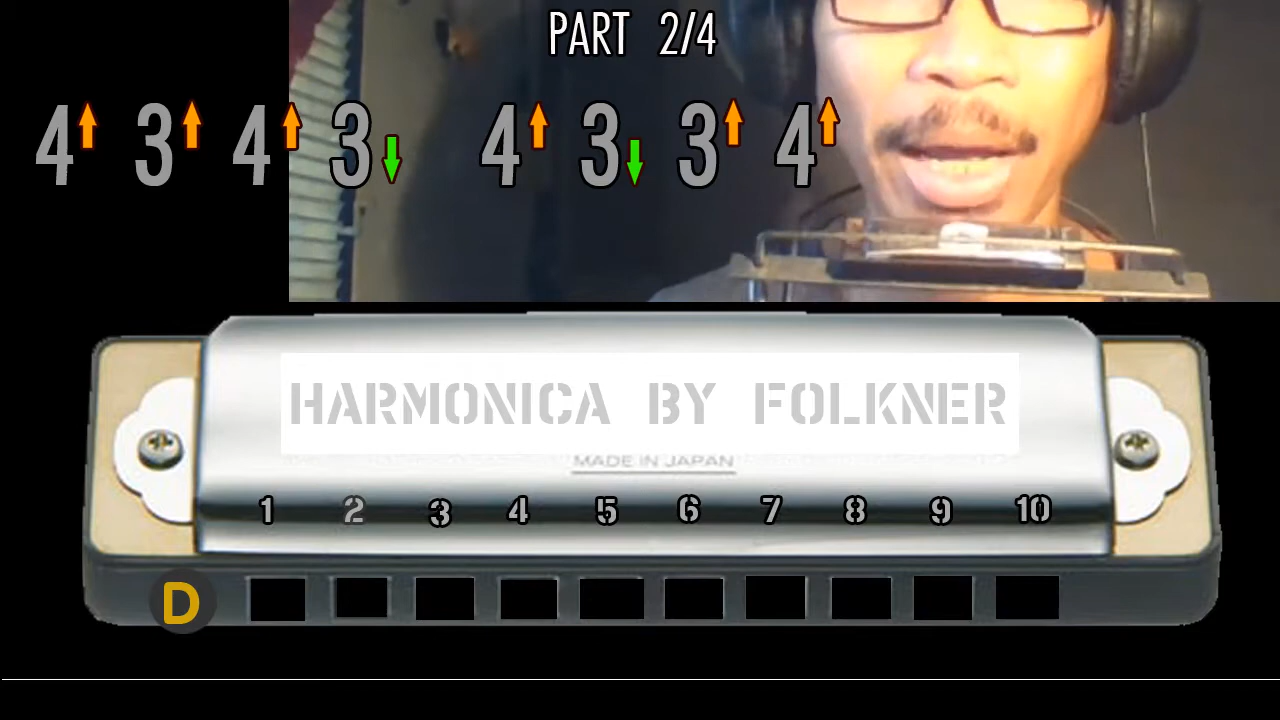 PART 2/4
4↑ 3↑ 4↑ 3↓ 4↑ 3↓ 3↑ 4↑
HARMONICA BY FOLKNER
MADE IN JAPAN
1 2 3 4 5 6 7 8 9 10
D